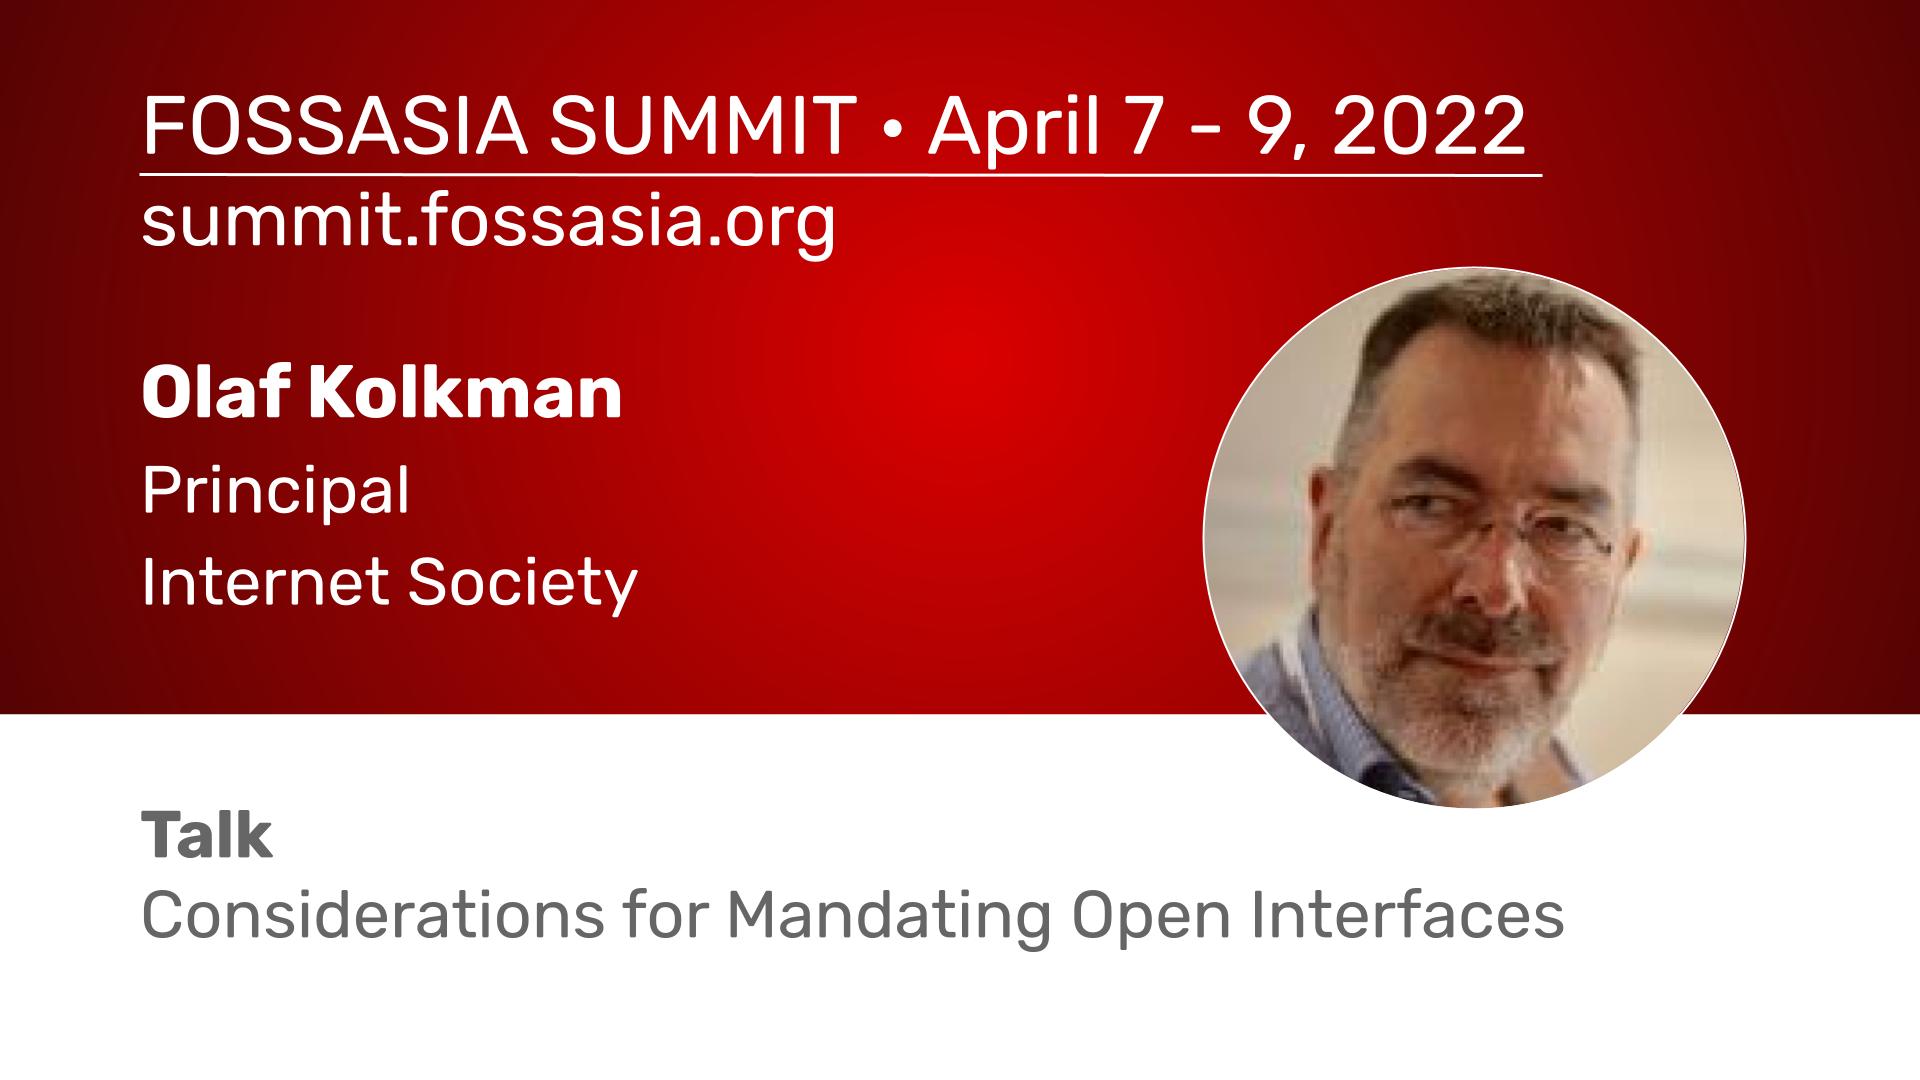 FOSSASIA SUMMIT • April 7 - 9, 2022
summit.fossasia.org
Olaf Kolkman
Principal
Internet Society
Talk
Considerations for Mandating Open Interfaces